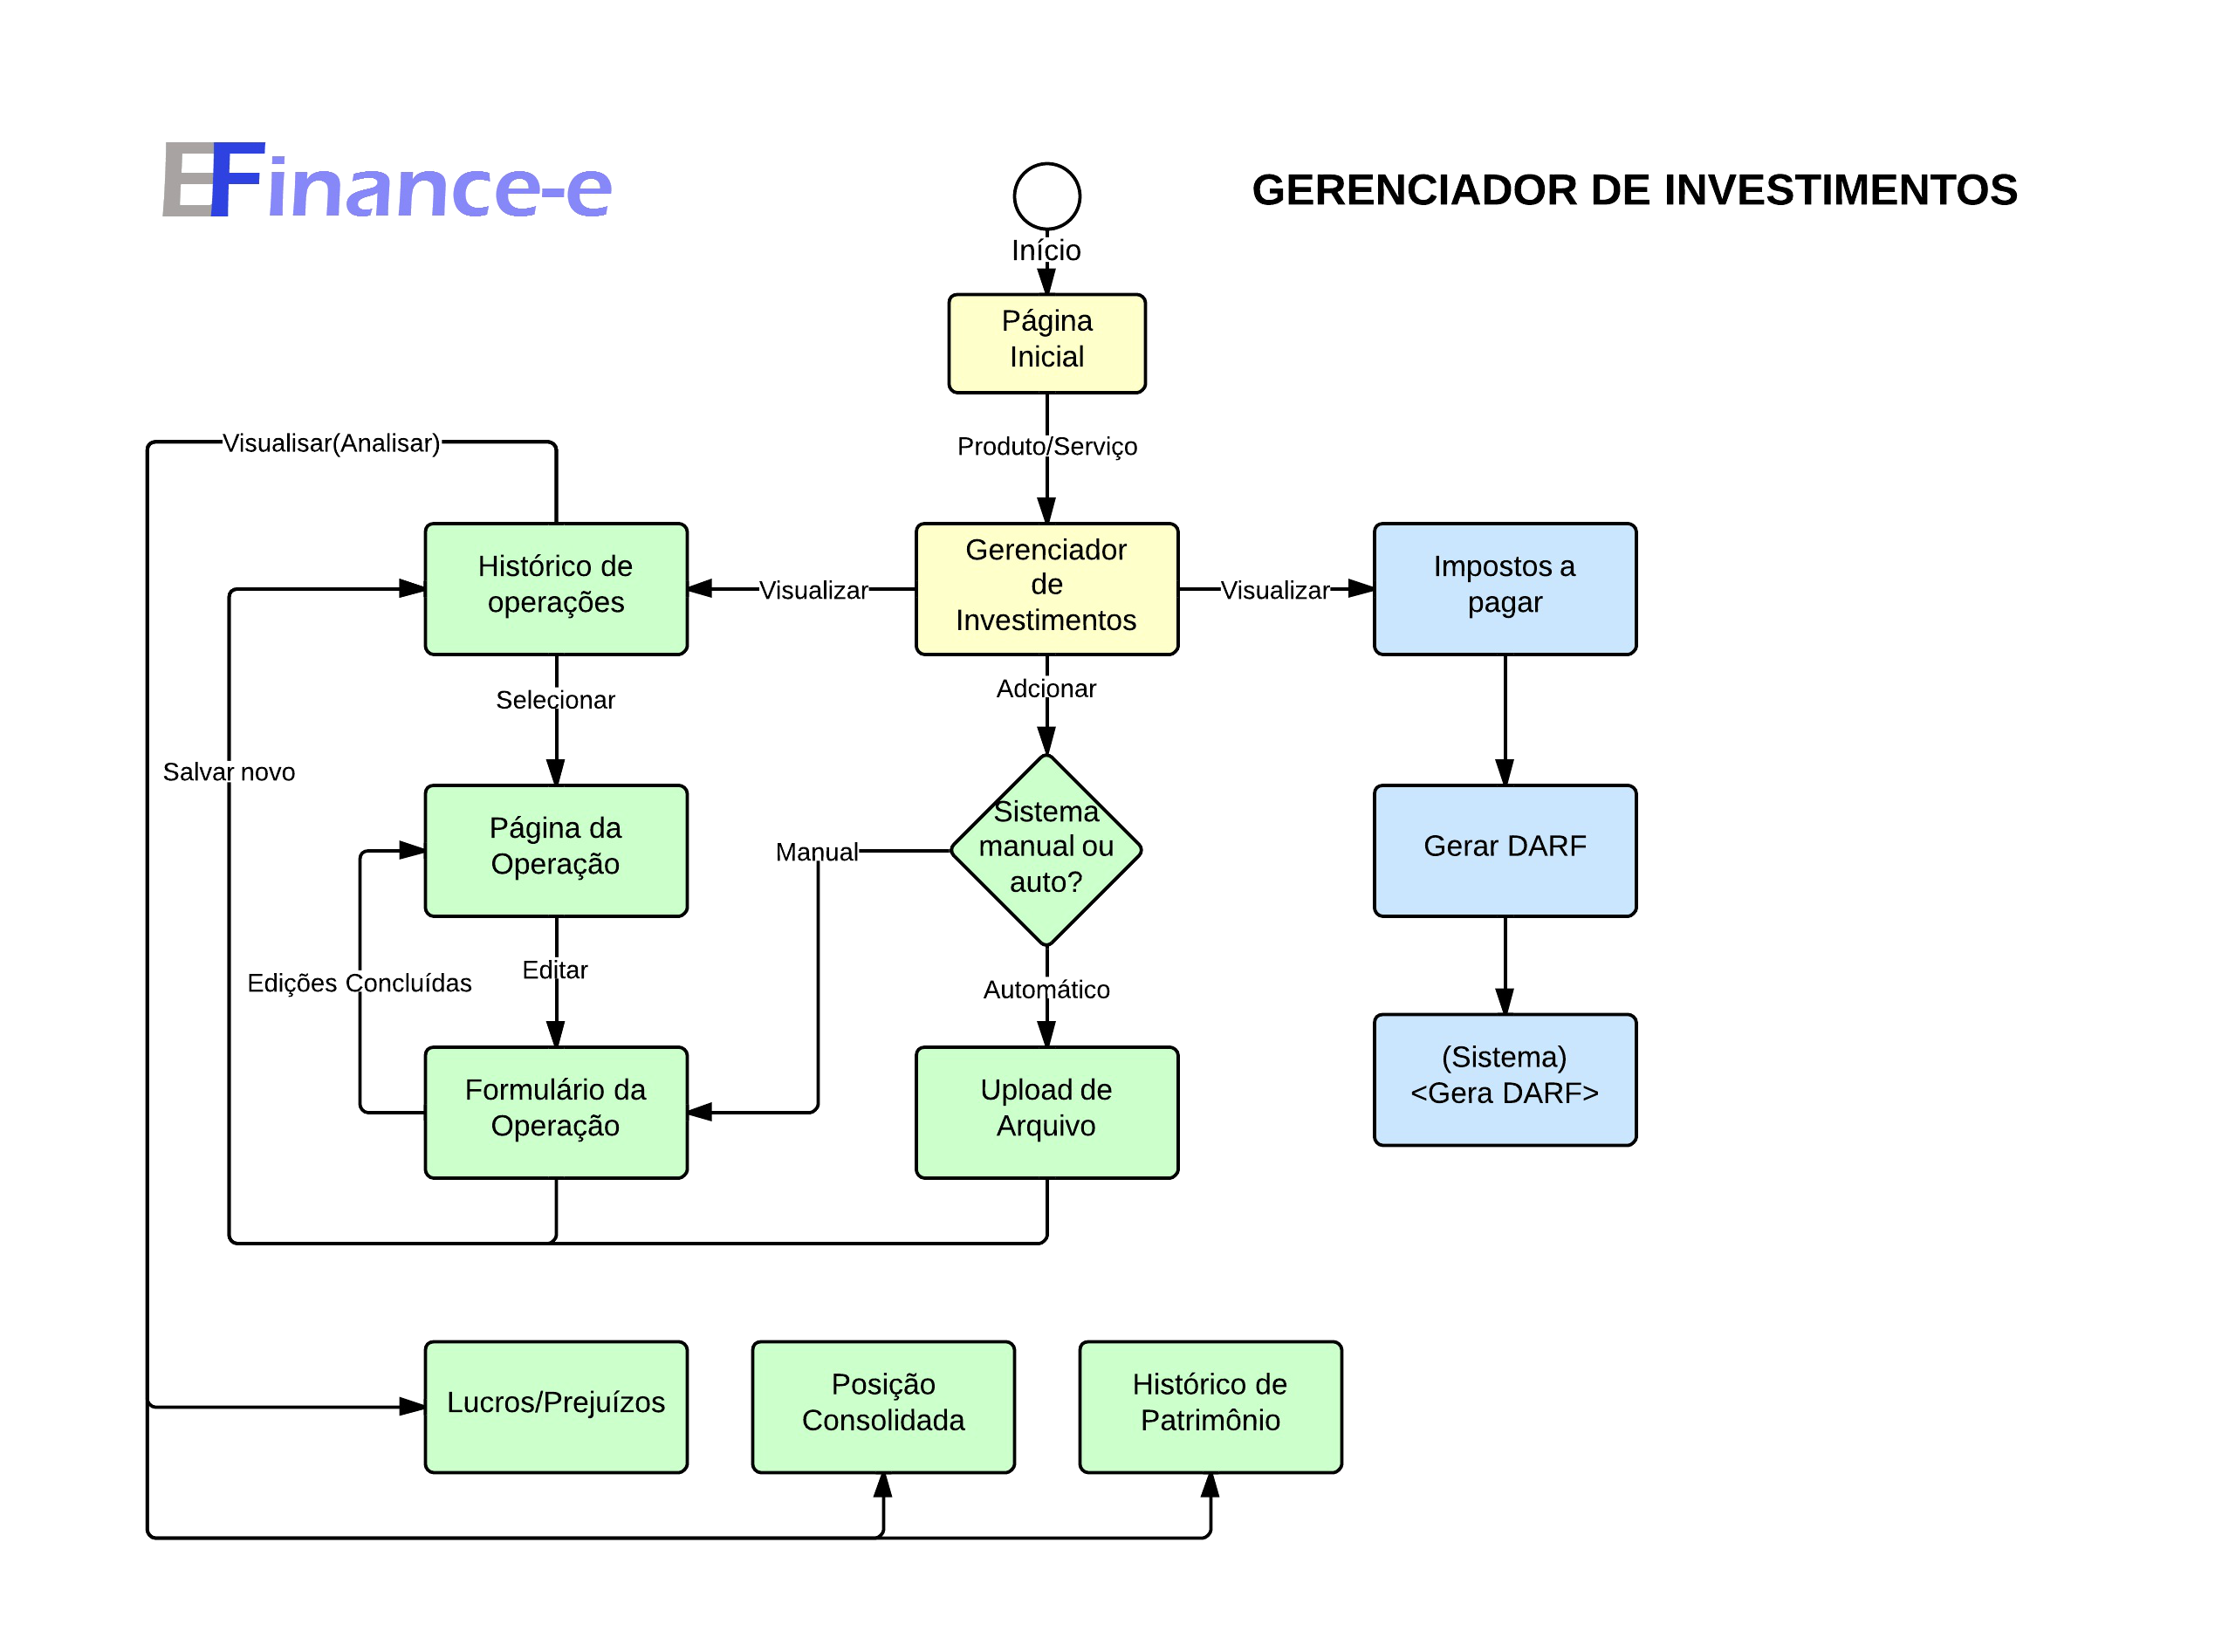 EFinance-e
GERENCIADOR DE INVESTIMENTOS
Início
Página
Inicial
Produto/Serviço
Visualisar(Analisar)
Histórico de
operações
Visualizar
Gerenciador
de
Investimentos
Visualizar
Impostos a
pagar
Selecionar
Adcionar
Salvar novo
Página da
Operação
Manual
Sistema
manual ou
auto?
Gerar DARF
Edições Concluídas
Editar
Automático
Formulário da
Operação
Upload de
Arquivo
(Sistema)
<Gera DARF>
Lucros/Prejuízos
Posição
Consolidada
Histórico de
Patrimônio